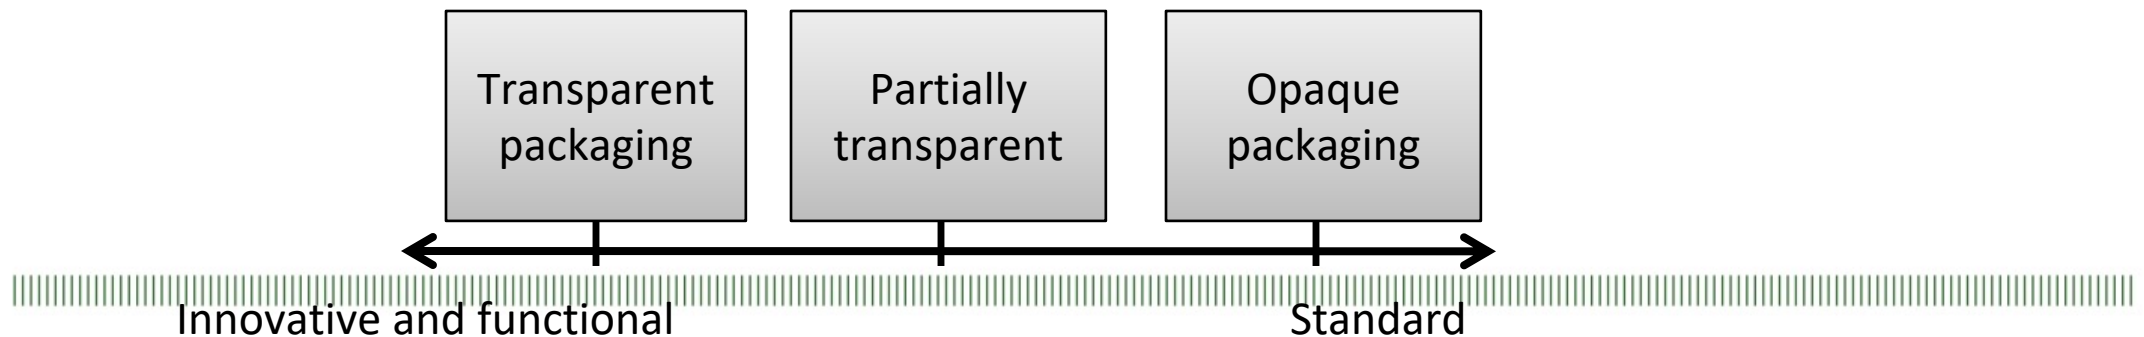 Transparent
packaging
Partially
transparent
Opaque
packaging
Innovative and functional
Standard